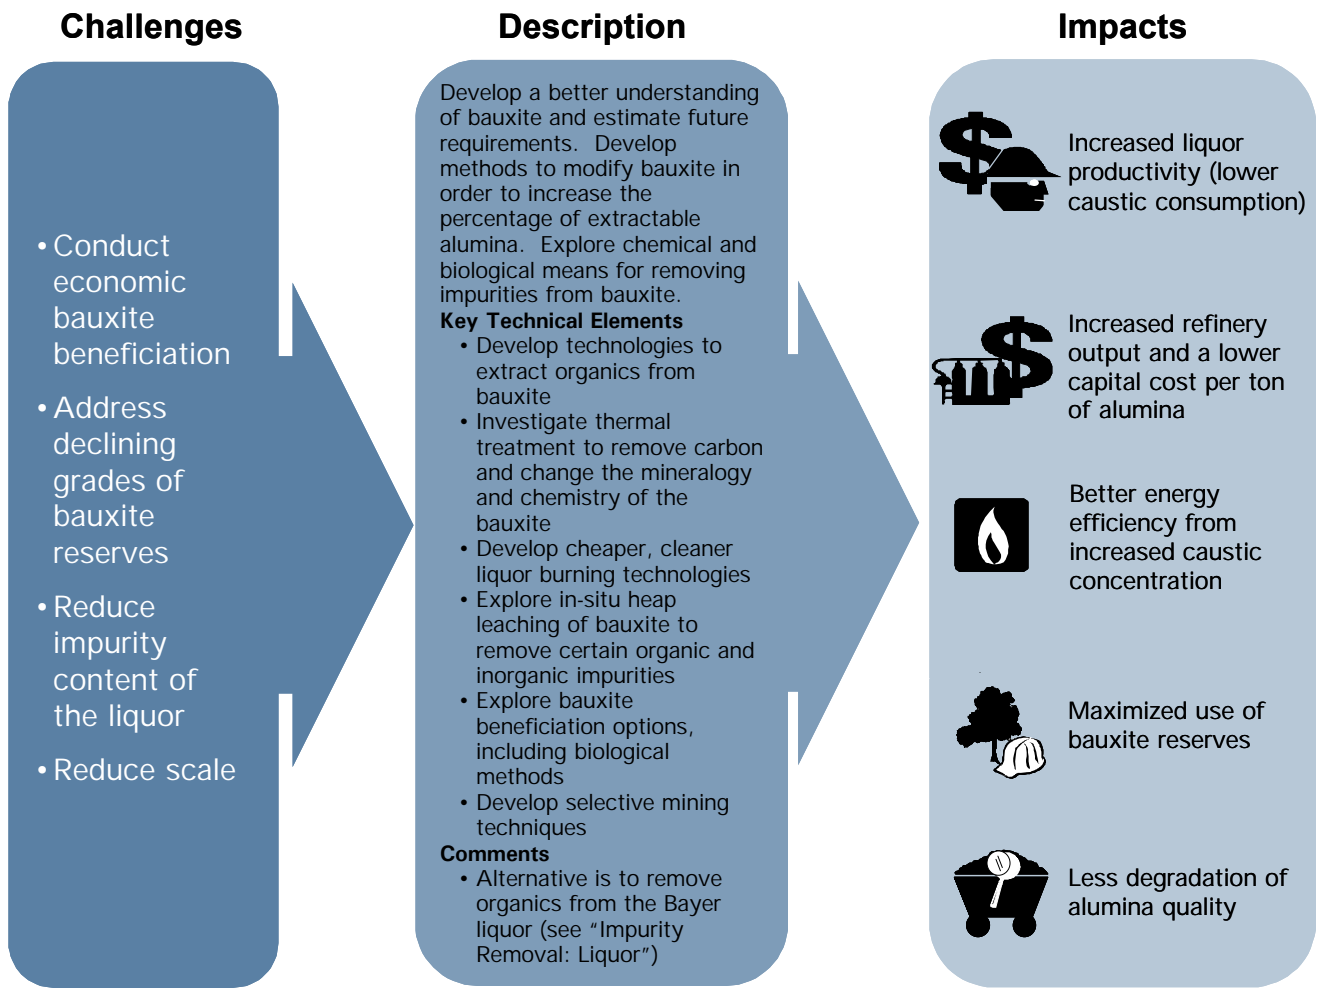 Challenges
• Conduct
economic
bauxite
beneficiation
• Address
declining
grades of
bauxite
reserves
• Reduce
impurity
content of
the liquor
• Reduce scale
Description
Develop a better understanding
of bauxite and estimate future
requirements.  Develop
methods to modify bauxite in
order to increase the
percentage of extractable
alumina.  Explore chemical and
biological means for removing
impurities from bauxite.
Key Technical Elements
• Develop technologies to
extract organics from
bauxite
• Investigate thermal
treatment to remove carbon
and change the mineralogy
and chemistry of the
bauxite
• Develop cheaper, cleaner
liquor burning technologies
• Explore in-situ heap
leaching of bauxite to
remove certain organic and
inorganic impurities
• Explore bauxite
beneficiation options,
including biological
methods
• Develop selective mining
techniques
Comments
• Alternative is to remove
organics from the Bayer
liquor (see “Impurity
Removal: Liquor”)
Impacts
Increased liquor
productivity (lower
caustic consumption)
Increased refinery
output and a lower
capital cost per ton
of alumina
Better energy
efficiency from
increased caustic
concentration
Maximized use of
bauxite reserves
Less degradation of
alumina quality